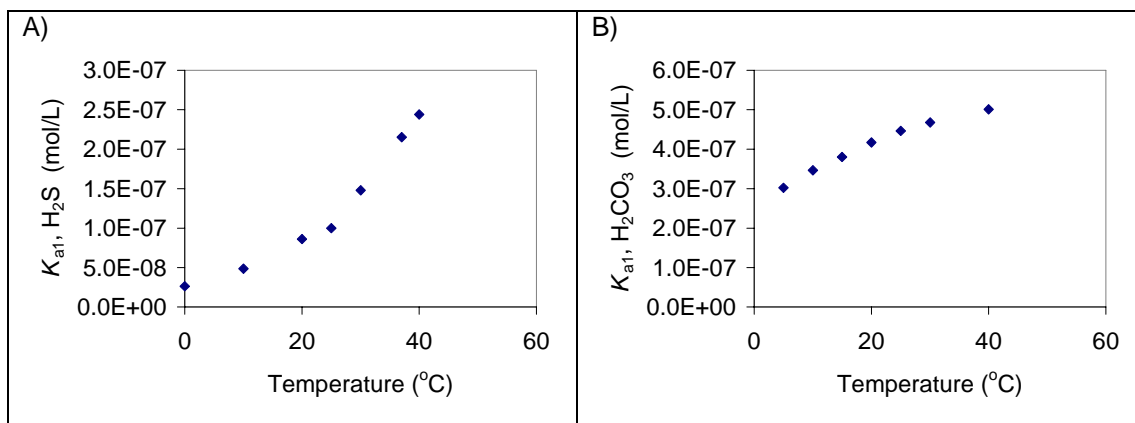 A)
3.0E-07
2.5E-07
2.0E-07
1.5E-07
1.0E-07
5.0E-08
0.0E+00
Ka1, H2S (mol/L)
0 20 40 60
Temperature (oC)
B)
6.0E-07
5.0E-07
4.0E-07
3.0E-07
2.0E-07
1.0E-07
0.0E+00
Ka1, H2CO3 (mol/L)
0 20 40 60
Temperature (oC)